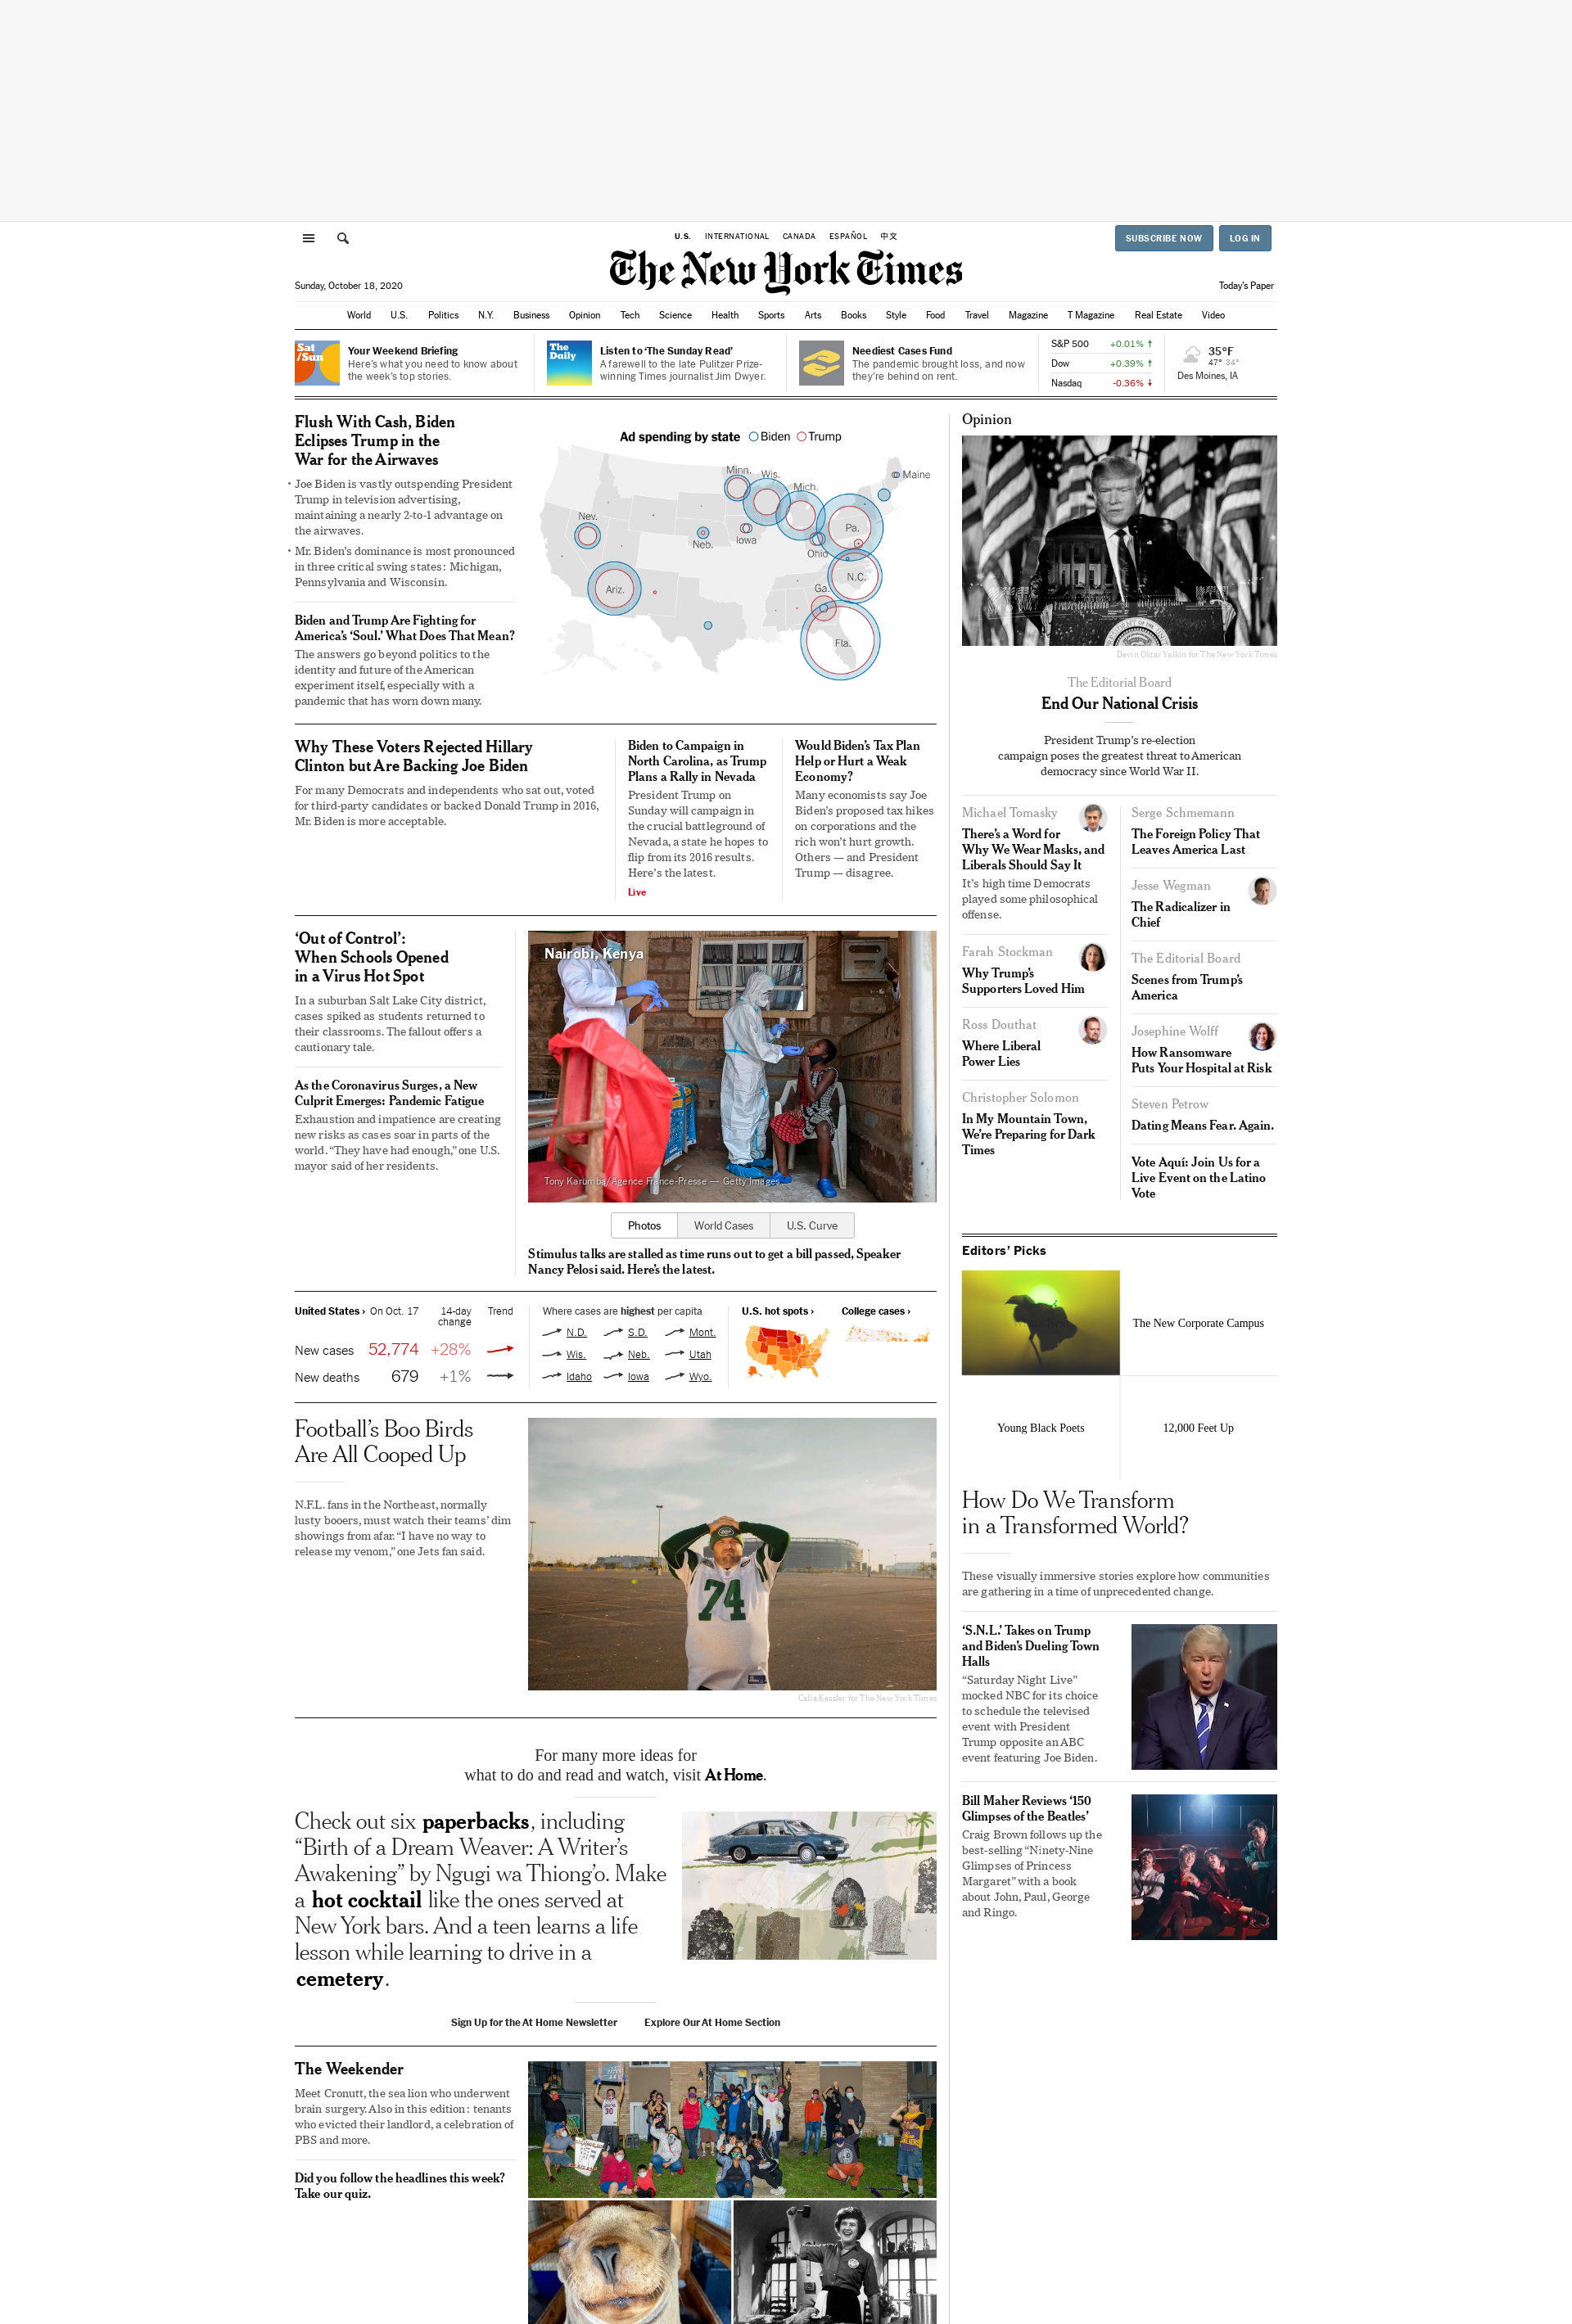 U.S. INTERNATIONAL CANADA ESPAÑOL 中文
SUBSCRIBE NOW LOG IN
The New York Times
Sunday, October 18, 2020
Today's Paper
World U.S. Politics N.Y. Business Opinion Tech Science Health Sports Arts Books Style Food Travel Magazine T Magazine Real Estate Video
Sat/Sun
Your Weekend Briefing
Here's what you need to know about
the week's top stories.
The Daily
Listen to ‘The Sunday Read’
A farewell to the late Pulitzer Prize-
winning Times journalist Jim Dwyer.
Neediest Cases Fund
The pandemic brought loss, and now
they're behind on rent.
S&P 500 +0.01%
Dow +0.39%
Nasdaq -0.36%
35°F
47° 34°
Des Moines, IA
Flush With Cash, Biden
Eclipses Trump in the
War for the Airwaves
• Joe Biden is vastly outspending President
Trump in television advertising,
maintaining a nearly 2-to-1 advantage on
the airwaves.
• Mr. Biden's dominance is most pronounced
in three critical swing states: Michigan,
Pennsylvania and Wisconsin.
Biden and Trump Are Fighting for
America's ‘Soul.’ What Does That Mean?
The answers go beyond politics to the
identity and future of the American
experiment itself, especially with a
pandemic that has worn down many.
Ad spending by state Biden Trump
Minn.
Wis.
Mich.
Maine
Nev.
Neb.
Iowa
Ohio
Pa.
Ariz.
N.C.
Ga.
Fla.
Why These Voters Rejected Hillary
Clinton but Are Backing Joe Biden
For many Democrats and independents who sat out, voted
for third-party candidates or backed Donald Trump in 2016,
Mr. Biden is more acceptable.
Biden to Campaign in
North Carolina, as Trump
Plans a Rally in Nevada
President Trump on
Sunday will campaign in
the crucial battleground of
Nevada, a state he hopes to
flip from its 2016 results.
Here's the latest.
Live
Would Biden's Tax Plan
Help or Hurt a Weak
Economy?
Many economists say Joe
Biden's proposed tax hikes
on corporations and the
rich won't hurt growth.
Others — and President
Trump — disagree.
‘Out of Control’:
When Schools Opened
in a Virus Hot Spot
In a suburban Salt Lake City district,
cases spiked as students returned to
their classrooms. The fallout offers a
cautionary tale.
As the Coronavirus Surges, a New
Culprit Emerges: Pandemic Fatigue
Exhaustion and impatience are creating
new risks as cases soar in parts of the
world. “They have had enough,” one U.S.
mayor said of her residents.
Nairobi, Kenya
Tony Karumba/Agence France-Presse — Getty Images
Photos World Cases U.S. Curve
Stimulus talks are stalled as time runs out to get a bill passed, Speaker
Nancy Pelosi said. Here's the latest.
United States › On Oct. 17 14-day change Trend
New cases 52,774 +28%
New deaths 679 +1%
Where cases are highest per capita
N.D. S.D. Mont.
Wis. Neb. Utah
Idaho Iowa Wyo.
U.S. hot spots ›
College cases ›
Football's Boo Birds
Are All Cooped Up
N.F.L. fans in the Northeast, normally
lusty booers, must watch their teams' dim
showings from afar. “I have no way to
release my venom,” one Jets fan said.
74
Calla Kessler for The New York Times
For many more ideas for
what to do and read and watch, visit At Home.
Check out six paperbacks, including
“Birth of a Dream Weaver: A Writer's
Awakening” by Ngugi wa Thiong'o. Make
a hot cocktail like the ones served at
New York bars. And a teen learns a life
lesson while learning to drive in a
cemetery.
Sign Up for the At Home Newsletter Explore Our At Home Section
The Weekender
Meet Cronutt, the sea lion who underwent
brain surgery. Also in this edition: tenants
who evicted their landlord, a celebration of
PBS and more.
Did you follow the headlines this week?
Take our quiz.
30
Opinion
Devin Oktar Yalkin for The New York Times
The Editorial Board
End Our National Crisis
President Trump's re-election
campaign poses the greatest threat to American
democracy since World War II.
Michael Tomasky
There's a Word for
Why We Wear Masks, and
Liberals Should Say It
It's high time Democrats
played some philosophical
offense.
Farah Stockman
Why Trump's
Supporters Loved Him
Ross Douthat
Where Liberal
Power Lies
Christopher Solomon
In My Mountain Town,
We're Preparing for Dark
Times
Serge Schmemann
The Foreign Policy That
Leaves America Last
Jesse Wegman
The Radicalizer in
Chief
The Editorial Board
Scenes from Trump's
America
Josephine Wolff
How Ransomware
Puts Your Hospital at Risk
Steven Petrow
Dating Means Fear. Again.
Vote Aquí: Join Us for a
Live Event on the Latino
Vote
Editors' Picks
The New Corporate Campus
Young Black Poets
12,000 Feet Up
How Do We Transform
in a Transformed World?
These visually immersive stories explore how communities
are gathering in a time of unprecedented change.
‘S.N.L.’ Takes on Trump
and Biden's Dueling Town
Halls
“Saturday Night Live”
mocked NBC for its choice
to schedule the televised
event with President
Trump opposite an ABC
event featuring Joe Biden.
Bill Maher Reviews ‘150
Glimpses of the Beatles’
Craig Brown follows up the
best-selling “Ninety-Nine
Glimpses of Princess
Margaret” with a book
about John, Paul, George
and Ringo.